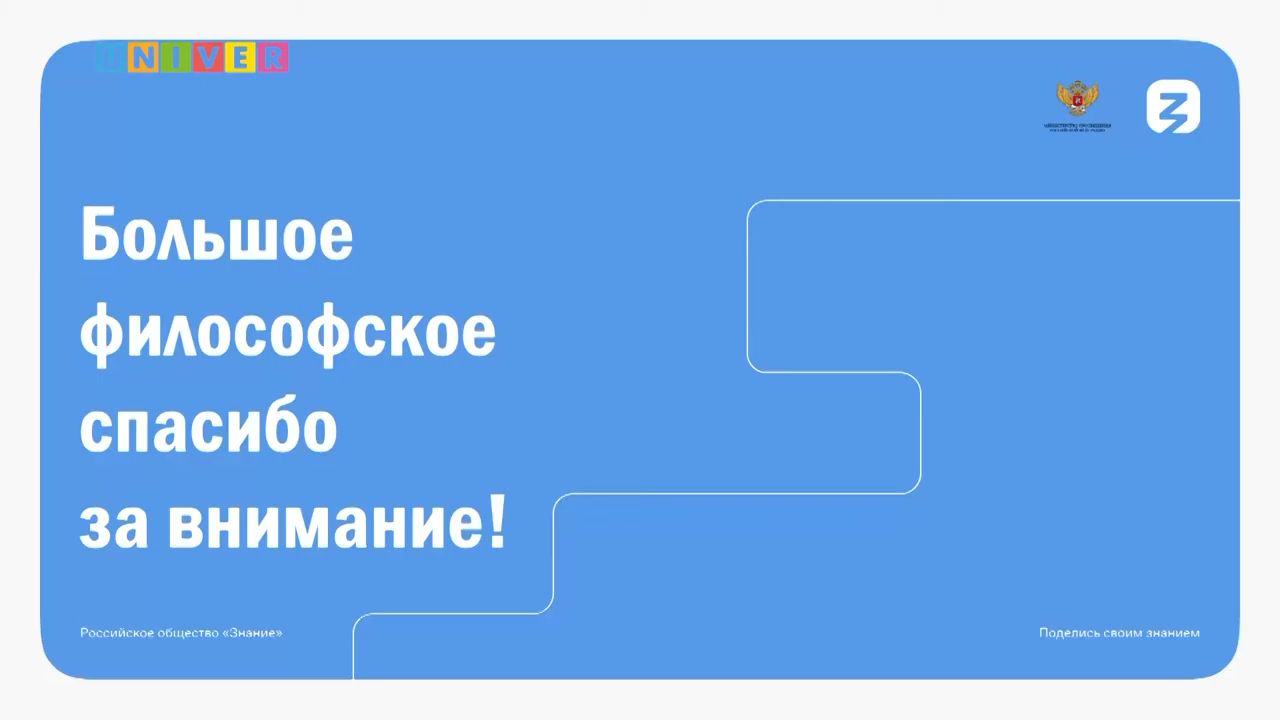 UNIVER
Большое
философское
спасибо
за внимание!
Российское общество «Знание»
Поделись своим знанием